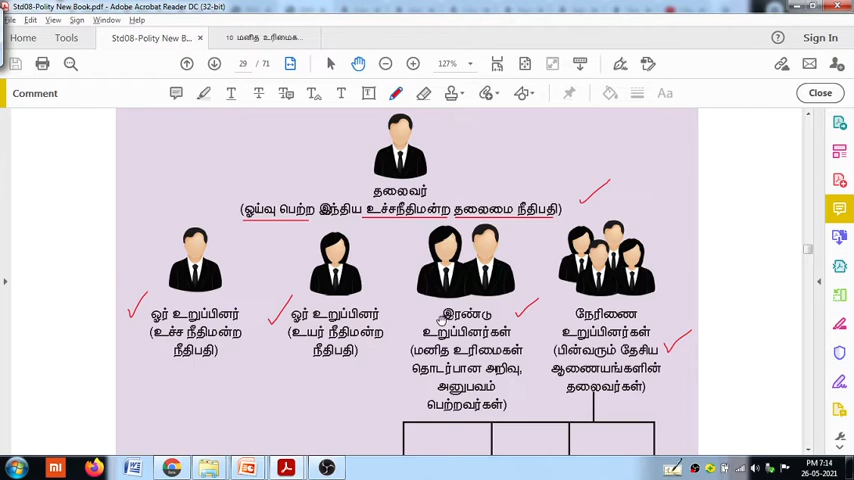 Std08-Polity New Book.pdf - Adobe Acrobat Reader DC (32-bit)
File Edit View Sign Window Help
Home Tools Std08-Polity New B... × 10 மனித உரிமைக... Sign In
29 / 71 127%
Comment Close
தலைவர்
(ஓய்வு பெற்ற இந்திய உச்சநீதிமன்ற தலைமை நீதிபதி)
ஓர் உறுப்பினர்
(உச்ச நீதிமன்ற
நீதிபதி)
ஓர் உறுப்பினர்
(உயர் நீதிமன்ற
நீதிபதி)
இரண்டு
உறுப்பினர்கள்
(மனித உரிமைகள்
தொடர்பான அறிவு,
அனுபவம்
பெற்றவர்கள்)
நேரிணை
உறுப்பினர்கள்
(பின்வரும் தேசிய
ஆணையங்களின்
தலைவர்கள்)
PM 7:14
26-05-2021